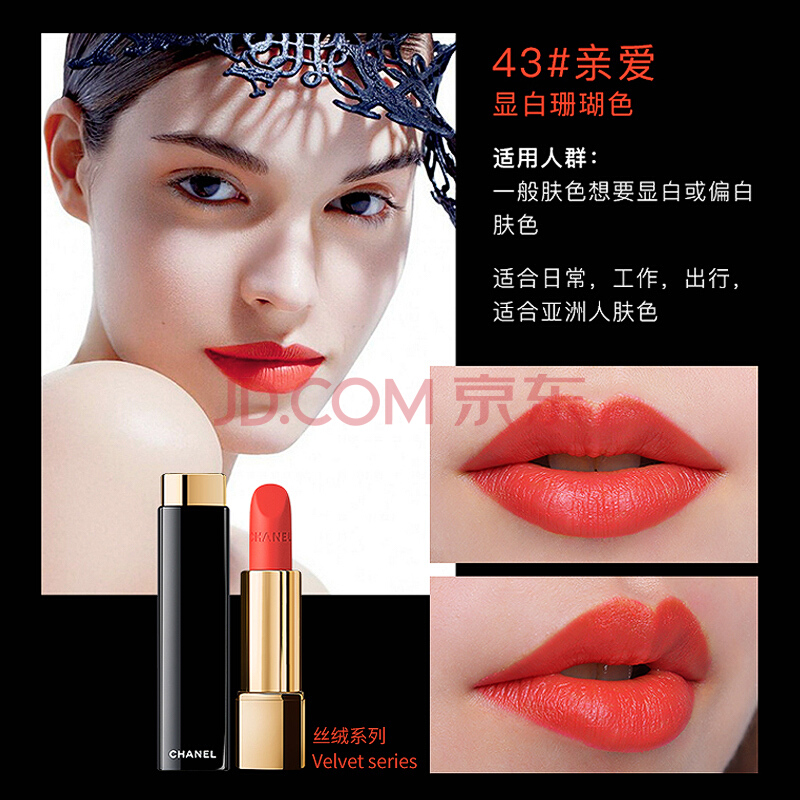 43#亲爱
显白珊瑚色
适用人群：
一般肤色想要显白或偏白
肤色
适合日常，工作，出行，
适合亚洲人肤色
JD.COM 京东
CHANEL
CHANEL
丝绒系列
Velvet series